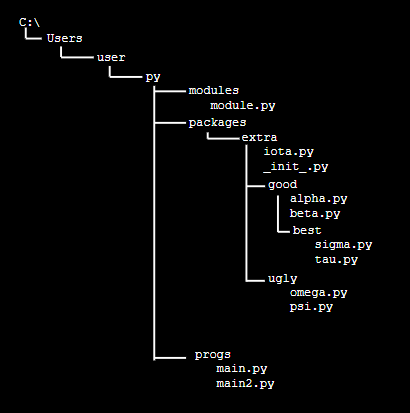 C:\
Users
user
py
modules
module.py
packages
extra
iota.py
_init_.py
good
alpha.py
beta.py
best
sigma.py
tau.py
ugly
omega.py
psi.py
progs
main.py
main2.py